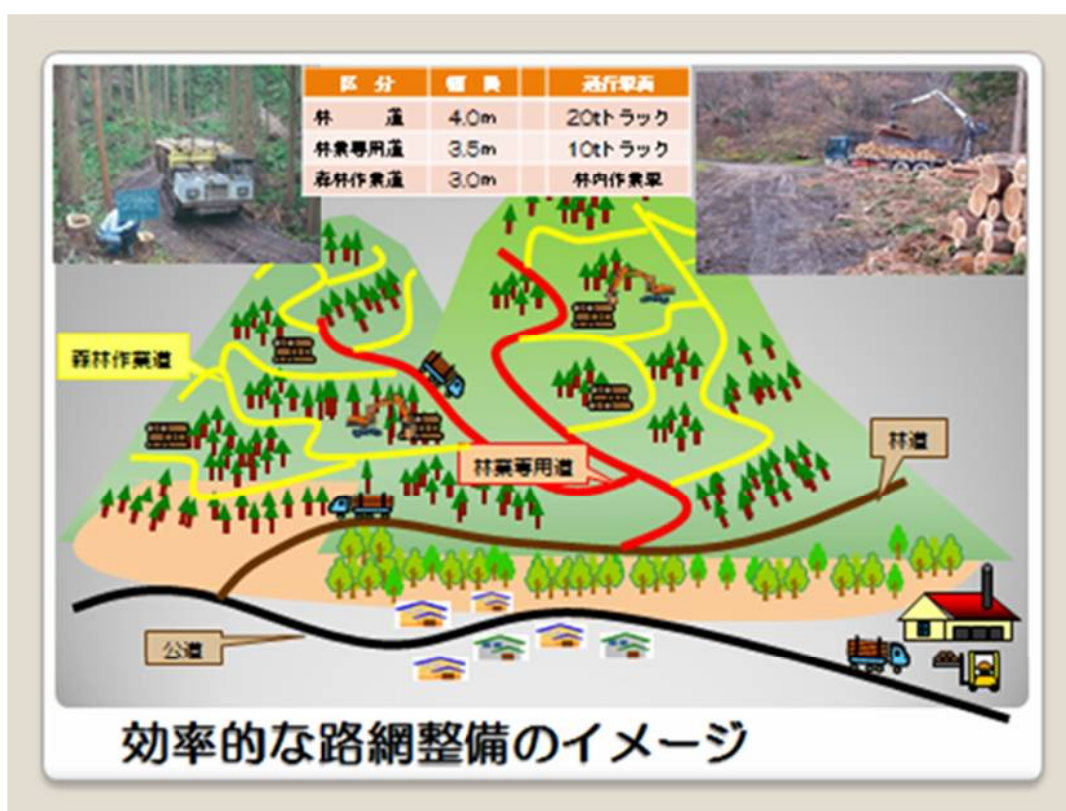 区 分 幅 員 通行車両
林 道 4.0m 20tトラック
林業専用道 3.5m 10tトラック
森林作業道 3.0m 林内作業車
森林作業道
林業専用道
林道
公道
効率的な路網整備のイメージ